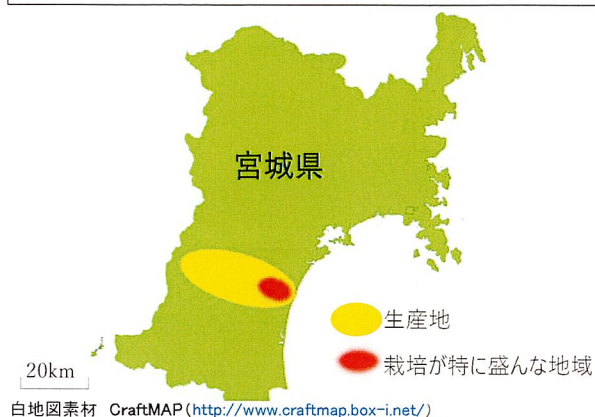 宮城県
生産地
栽培が特に盛んな地域
20km
白地図素材 CraftMAP(http://www.craftmap.box-i.net/)